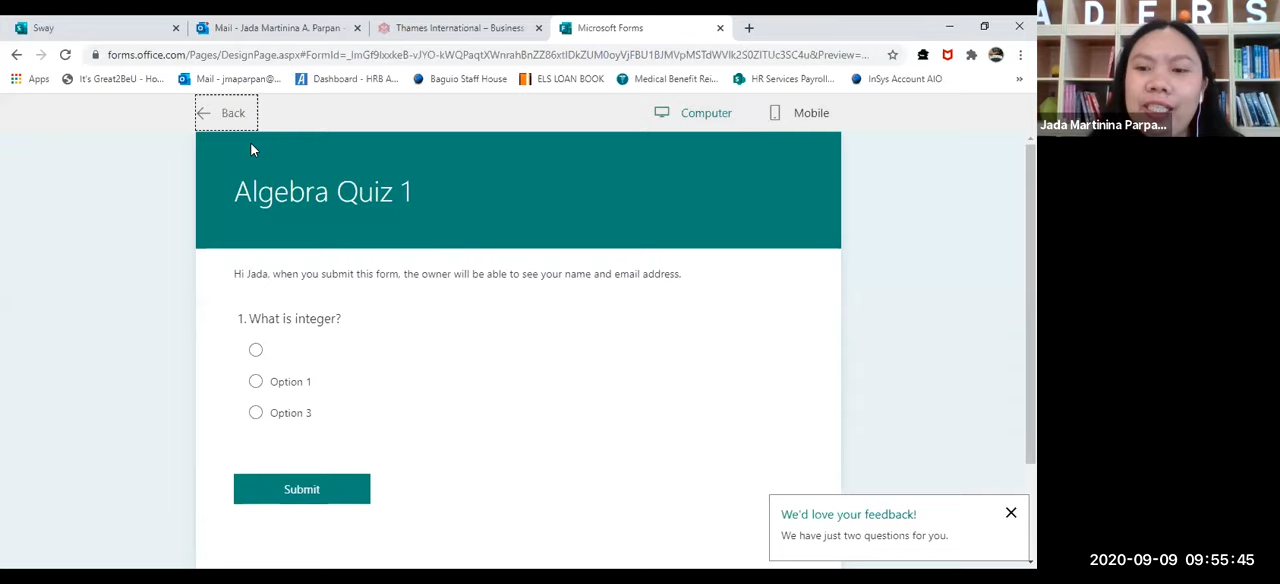 Sway
Mail - Jada Martinina A. Parpan -
Thames International – Business
Microsoft Forms
forms.office.com/Pages/DesignPage.aspx#FormId=
Apps
It's Great2BeU - Ho...
Mail - jmaparpan@...
Dashboard - HRB A...
Baguio Staff House
ELS LOAN BOOK
Medical Benefit Rei...
HR Services Payroll...
InSys Account AIO
»
Back
Computer
Mobile
Algebra Quiz 1
Hi Jada, when you submit this form, the owner will be able to see your name and email address.
1. What is integer?
Option 1
Option 3
Submit
We'd love your feedback!
We have just two questions for you.
A D E R S
Jada Martinina Parpa...
2020-09-09 09:55:45